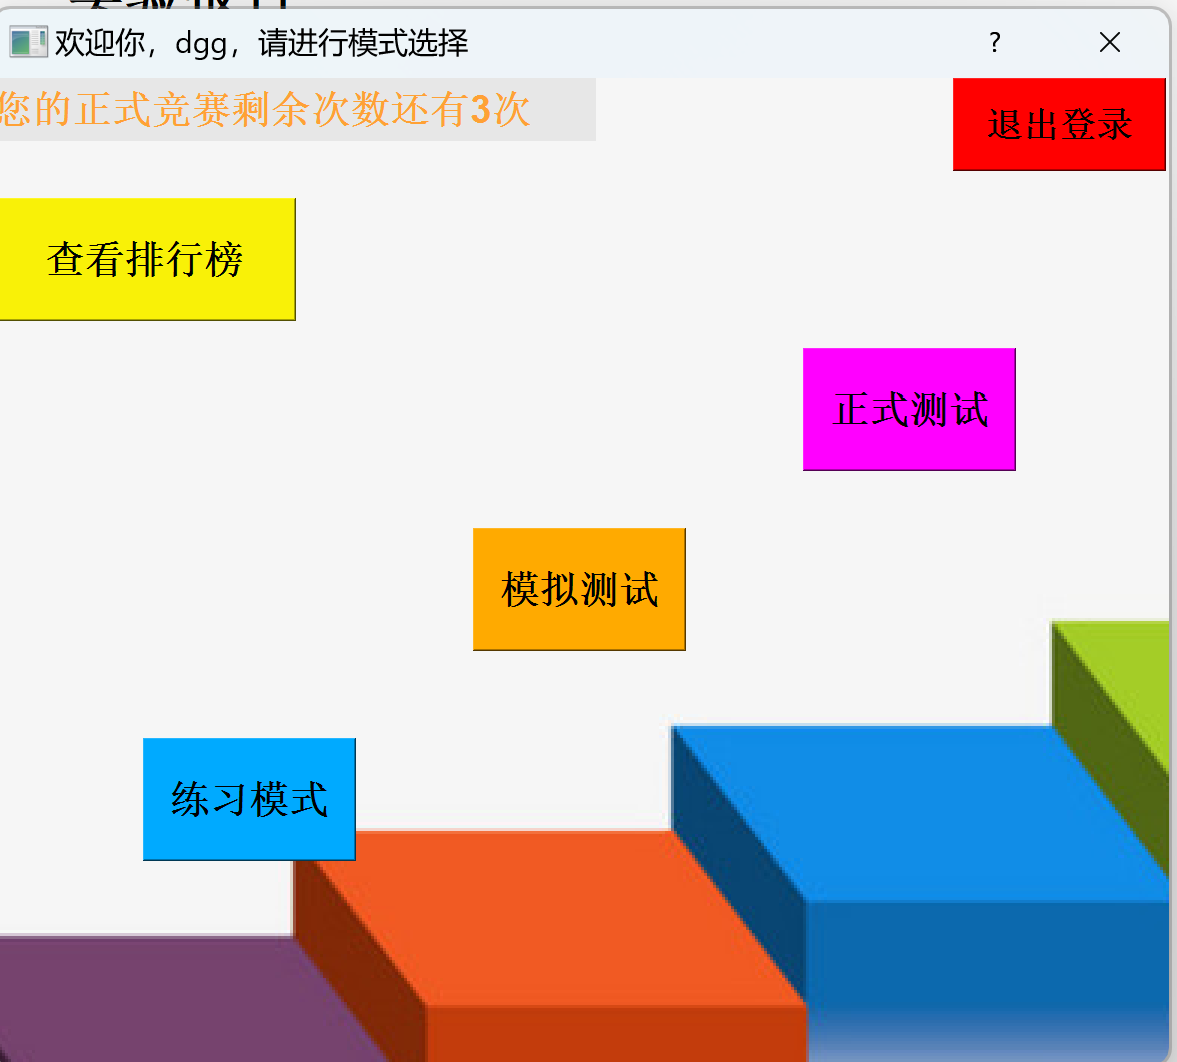 欢迎你，dgg，请进行模式选择
?
您的正式竞赛剩余次数还有3次
退出登录
查看排行榜
正式测试
模拟测试
练习模式